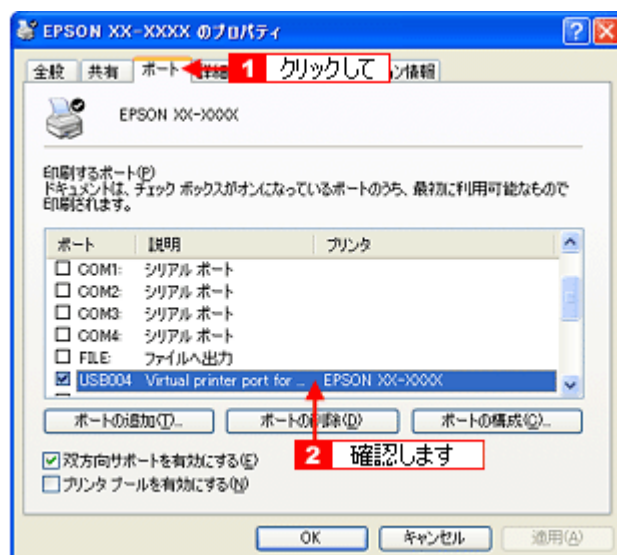 EPSON XX-XXXX のプロパティ
全般 共有 ポート 詳細 1 クリックして ン情報
EPSON XX-XXXX
印刷するポート(P)
ドキュメントは、チェック ボックスがオンになっているポートのうち、最初に利用可能なもので
印刷されます。
ポート 説明 プリンタ
COM1: シリアル ポート
COM2: シリアル ポート
COM3: シリアル ポート
COM4: シリアル ポート
FILE: ファイルへ出力
USB004 Virtual printer port for ... EPSON XX-XXXX
ポートの追加(T)... ポートの削除(D) ポートの構成(C)...
双方向サポートを有効にする(E) 2 確認します
プリンタ プールを有効にする(N)
OK キャンセル 適用(A)